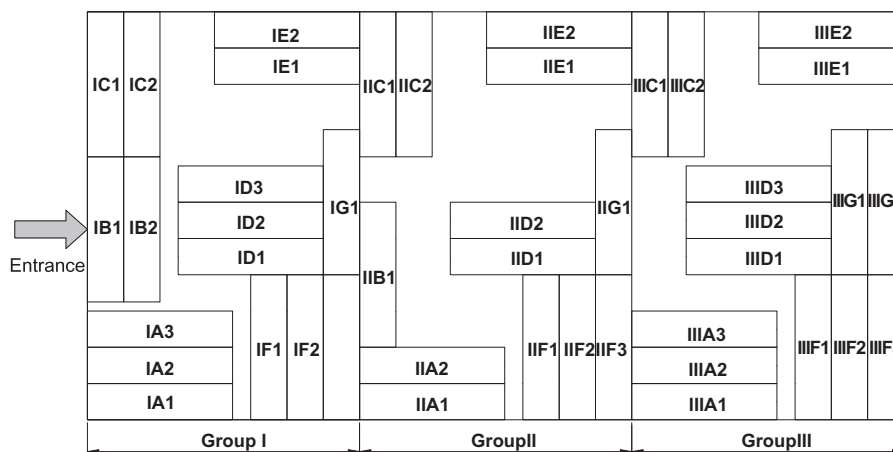 IE2 IIE2 IIIE2
IE1 IIE1 IIIE1
IC1 IC2 IIC1 IIC2 IIIC1 IIIC2
ID3 IIID3
IG1 IIG1 IIIG1
IB1 IB2 ID2 IID2 IIID2
Entrance
ID1 IIB1 IID1 IIID1
IA3 IIIA3
IF1 IF2 IIF1 IIF2 IIF3 IIIF1 IIIF2
IA2 IIA2 IIIA2
IA1 IIA1 IIIA1
Group I GroupII GroupIII